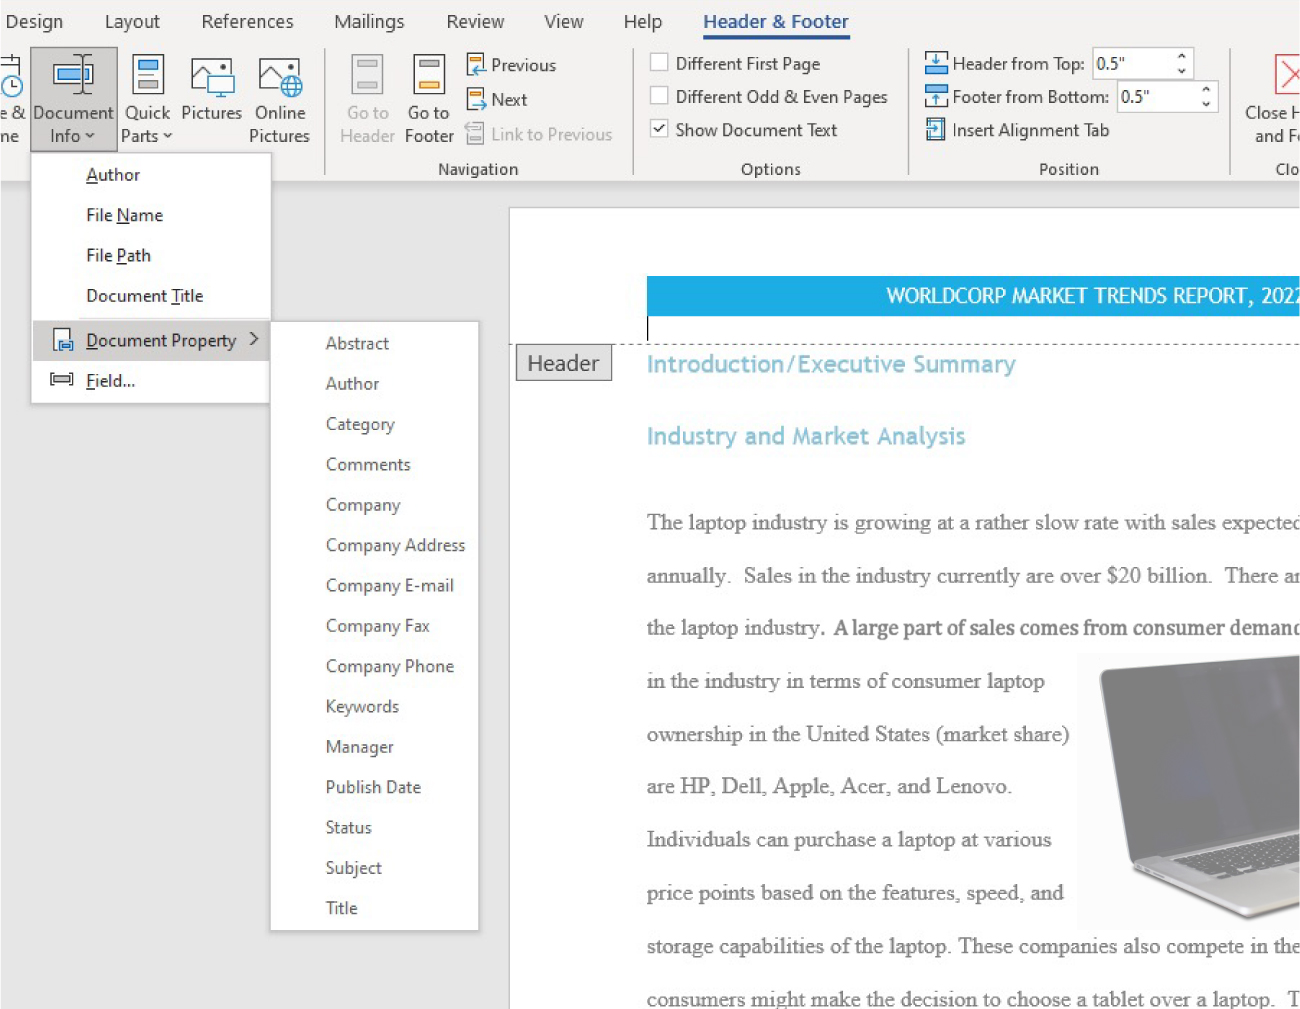 Design Layout References Mailings Review View Help Header & Footer
e & Document Quick Pictures Online Go to Go to Previous Different First Page Header from Top: 0.5"
ne Info Parts Pictures Header Footer Next Different Odd & Even Pages Footer from Bottom: 0.5" Close H
Link to Previous Show Document Text Insert Alignment Tab and Fo
Navigation Options Position Clo
Author
File Name
File Path
Document Title
Document Property
Field...
Abstract
Author
Category
Comments
Company
Company Address
Company E-mail
Company Fax
Company Phone
Keywords
Manager
Publish Date
Status
Subject
Title
WORLDCORP MARKET TRENDS REPORT, 2022
Header
Introduction/Executive Summary
Industry and Market Analysis
The laptop industry is growing at a rather slow rate with sales expected
annually. Sales in the industry currently are over $20 billion. There ar
the laptop industry. A large part of sales comes from consumer demand
in the industry in terms of consumer laptop
ownership in the United States (market share)
are HP, Dell, Apple, Acer, and Lenovo.
Individuals can purchase a laptop at various
price points based on the features, speed, and
storage capabilities of the laptop. These companies also compete in the
consumers might make the decision to choose a tablet over a laptop. T